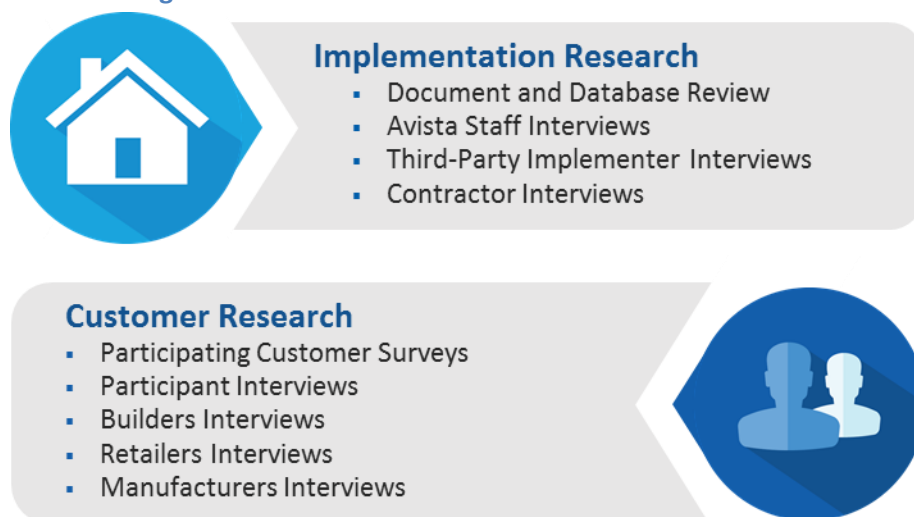 Implementation Research
▪ Document and Database Review
▪ Avista Staff Interviews
▪ Third-Party Implementer Interviews
▪ Contractor Interviews
Customer Research
▪ Participating Customer Surveys
▪ Participant Interviews
▪ Builders Interviews
▪ Retailers Interviews
▪ Manufacturers Interviews